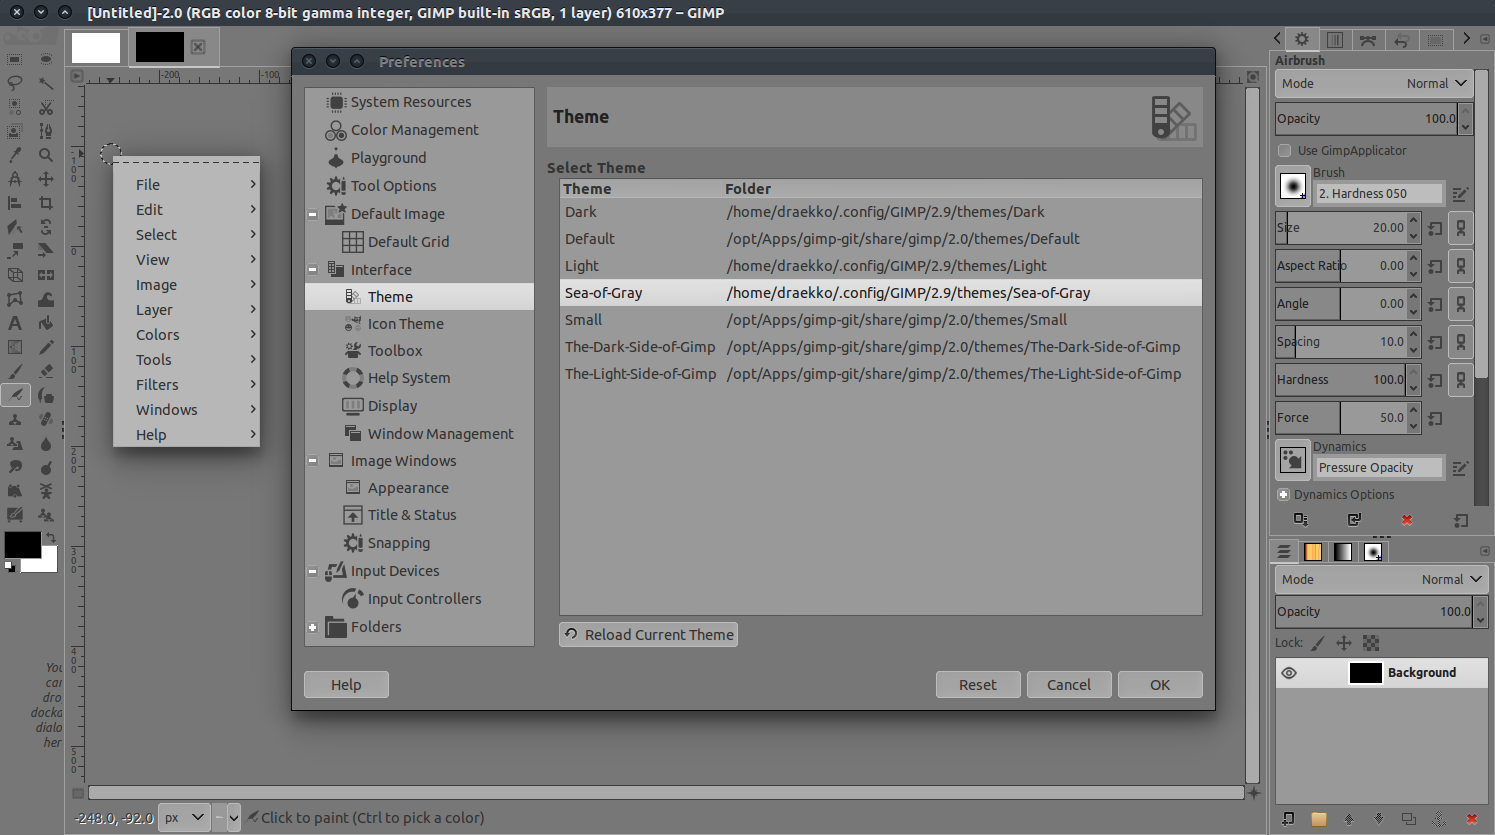 [Untitled]-2.0 (RGB color 8-bit gamma integer, GIMP built-in sRGB, 1 layer) 610x377 – GIMP
-200
-100
File
Edit
Select
View
Image
Layer
Colors
Tools
Filters
Windows
Help
Preferences
System Resources
Color Management
Playground
Tool Options
Default Image
Default Grid
Interface
Theme
Icon Theme
Toolbox
Help System
Display
Window Management
Image Windows
Appearance
Title & Status
Snapping
Input Devices
Input Controllers
Folders
Theme
Select Theme
Theme Folder
Dark /home/draekko/.config/GIMP/2.9/themes/Dark
Default /opt/Apps/gimp-git/share/gimp/2.0/themes/Default
Light /home/draekko/.config/GIMP/2.9/themes/Light
Sea-of-Gray /home/draekko/.config/GIMP/2.9/themes/Sea-of-Gray
Small /opt/Apps/gimp-git/share/gimp/2.0/themes/Small
The-Dark-Side-of-Gimp /opt/Apps/gimp-git/share/gimp/2.0/themes/The-Dark-Side-of-Gimp
The-Light-Side-of-Gimp /opt/Apps/gimp-git/share/gimp/2.0/themes/The-Light-Side-of-Gimp
Reload Current Theme
Help
Reset
Cancel
OK
Airbrush
Mode Normal
Opacity 100.0
Use GimpApplicator
Brush
2. Hardness 050
Size 20.00
Aspect Ratio 0.00
Angle 0.00
Spacing 10.0
Hardness 100.0
Force 50.0
Dynamics
Pressure Opacity
Dynamics Options
Mode Normal
Opacity 100.0
Lock:
Background
-100
0
100
200
300
400
500
You
can
drop
docka
dialo
her
-248.0, -92.0
px
Click to paint (Ctrl to pick a color)